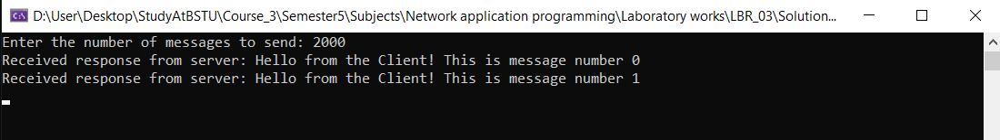 D:\User\Desktop\StudyAtBSTU\Course_3\Semester5\Subjects\Network application programming\Laboratory works\LBR_03\Solution...
Enter the number of messages to send: 2000
Received response from server: Hello from the Client! This is message number 0
Received response from server: Hello from the Client! This is message number 1